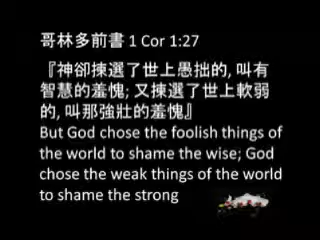 哥林多前書 1 Cor 1:27
『神卻揀選了世上愚拙的, 叫有
智慧的羞愧; 又揀選了世上軟弱
的, 叫那強壯的羞愧』
But God chose the foolish things of
the world to shame the wise; God
chose the weak things of the world
to shame the strong